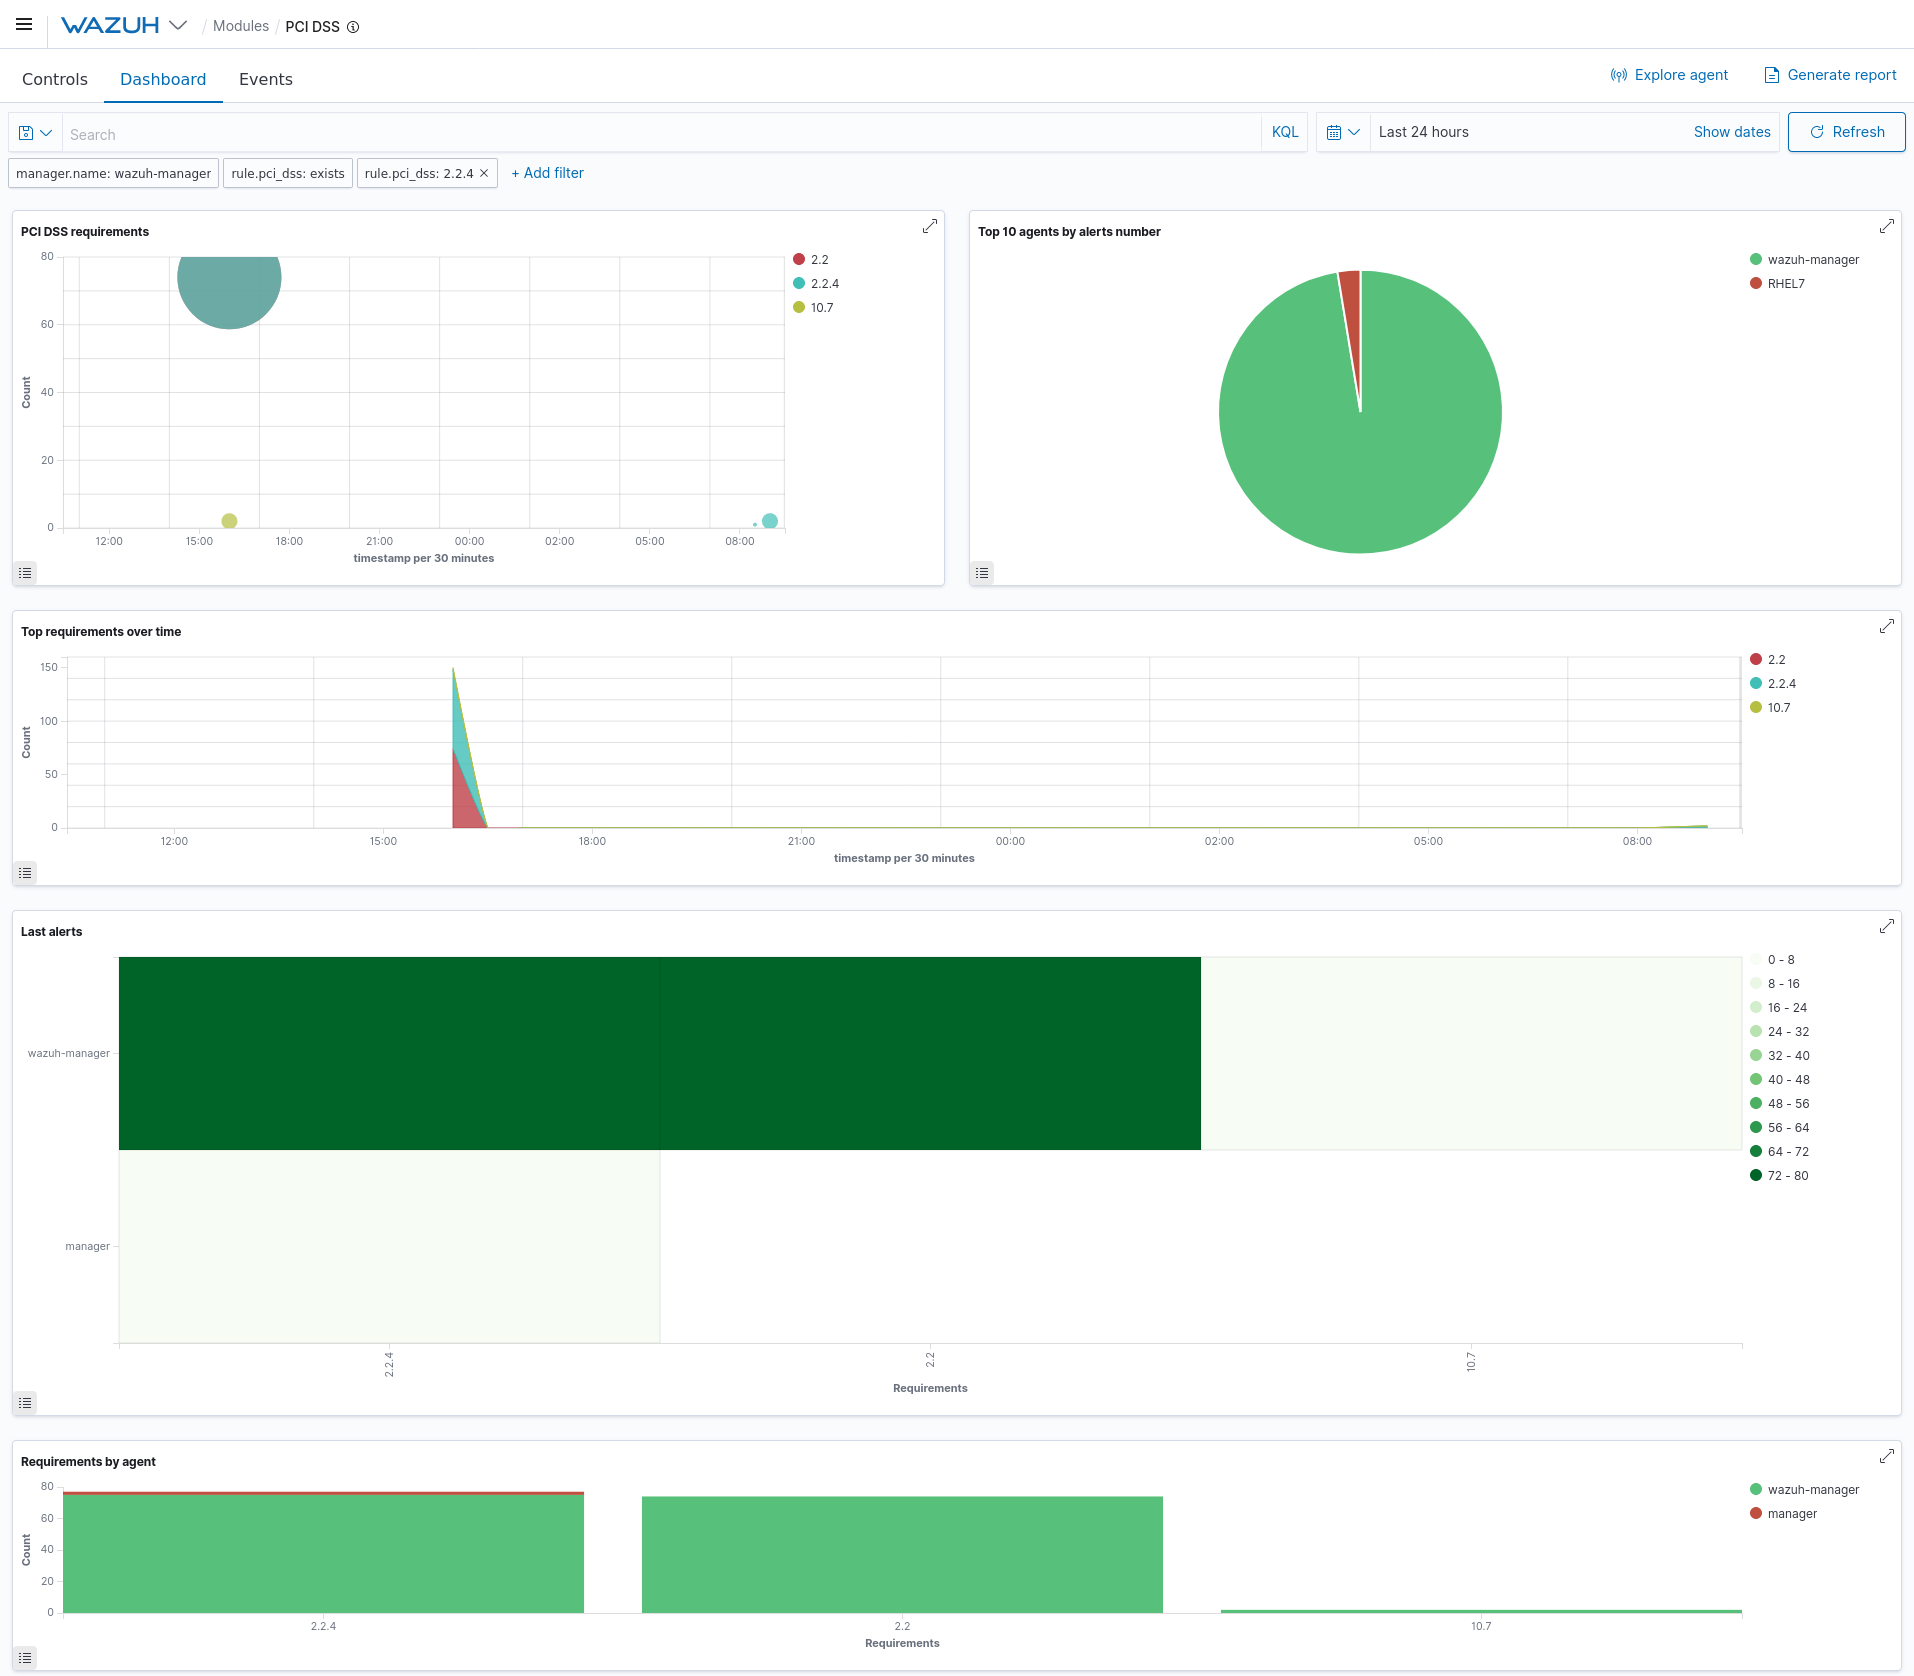 WAZUH / Modules / PCI DSS
Controls Dashboard Events Explore agent Generate report
Search KQL Last 24 hours Show dates Refresh
manager.name: wazuh-manager rule.pci_dss: exists rule.pci_dss: 2.2.4 × + Add filter
PCI DSS requirements
80
60
40
20
0
Count
12:00 15:00 18:00 21:00 00:00 02:00 05:00 08:00
timestamp per 30 minutes
2.2
2.2.4
10.7
Top 10 agents by alerts number
wazuh-manager
RHEL7
Top requirements over time
150
100
50
0
Count
12:00 15:00 18:00 21:00 00:00 02:00 05:00 08:00
timestamp per 30 minutes
2.2
2.2.4
10.7
Last alerts
wazuh-manager
manager
2.2.4 2.2 10.7
Requirements
0 - 8
8 - 16
16 - 24
24 - 32
32 - 40
40 - 48
48 - 56
56 - 64
64 - 72
72 - 80
Requirements by agent
80
60
40
20
0
Count
2.2.4 2.2 10.7
Requirements
wazuh-manager
manager